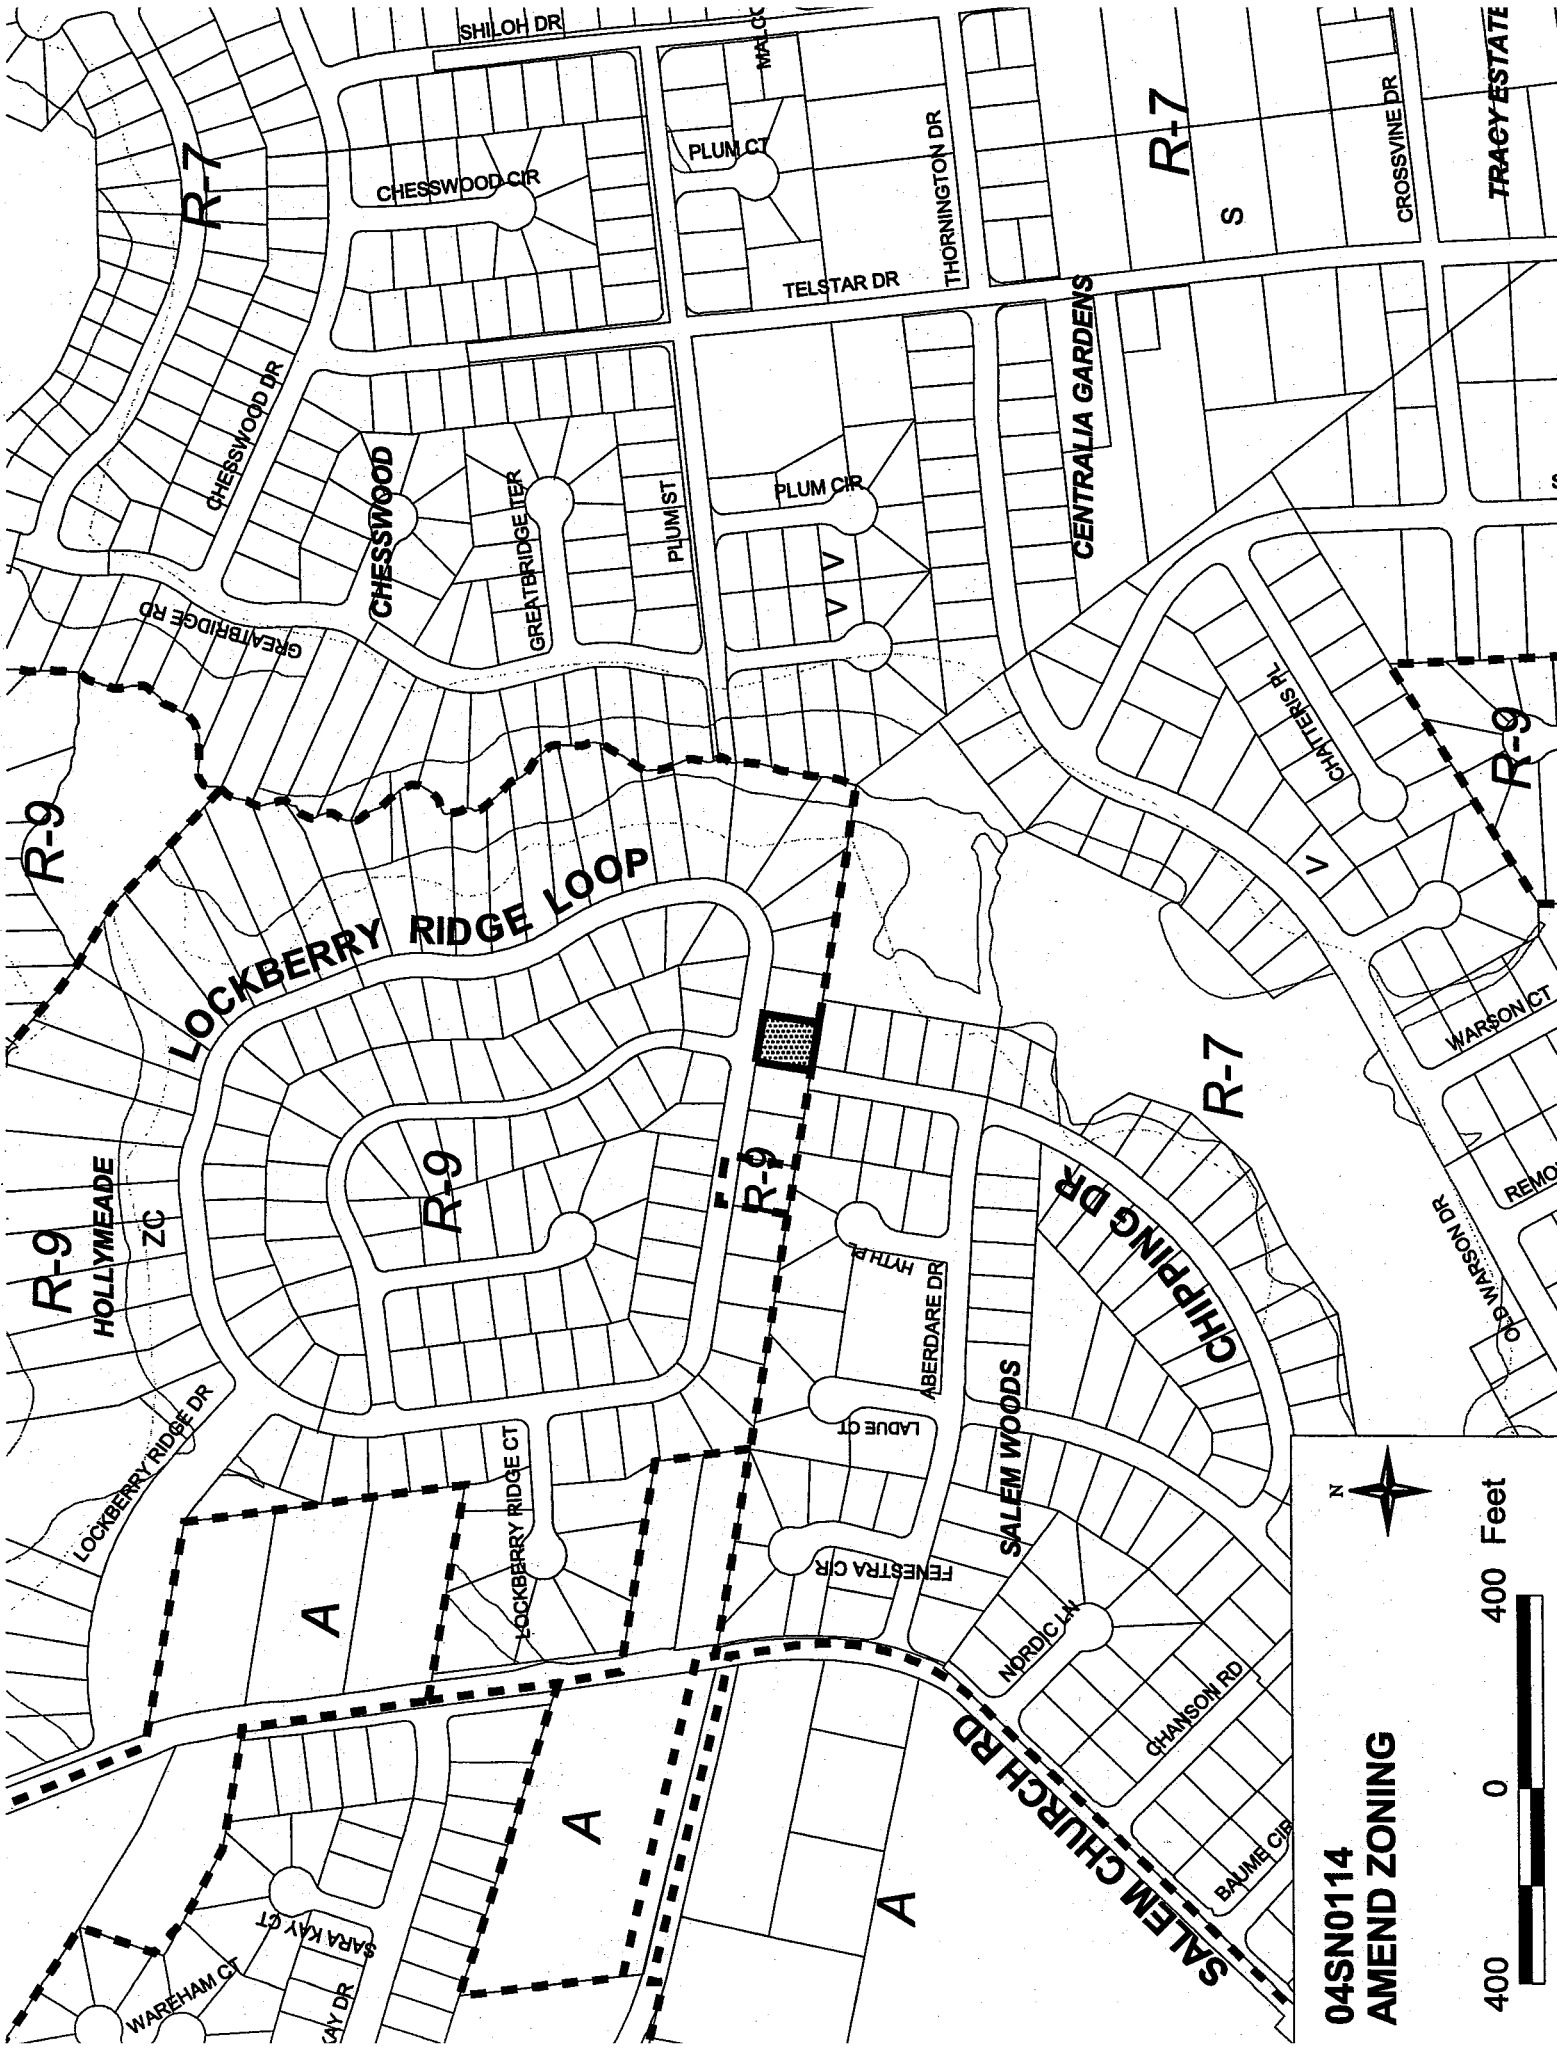 SHILOH DR
R-7
CHESSWOOD CIR
PLUM CT
THORNINGTON DR
R-7
S
CROSSVINE DR
TELSTAR DR
CHESSWOOD DR
CHESSWOOD
GREATBRIDGE TER
PLUM ST
PLUM CIR
V
V
CENTRALIA GARDENS
GREATBRIDGE RD
CHATTERIS PL
R-9
V
R-9
LOCKBERRY RIDGE LOOP
WARSON CT
R-7
R-9
HOLLYMEADE
ZC
R-9
R-9
CHIPPING DR
HYTH PL
ABERDARE DR
OLD WARSON DR
LOCKBERRY RIDGE DR
LOCKBERRY RIDGE CT
LADUE CT
SALEM WOODS
A
FENESTRA CIR
NORDIC LN
CHANSON RD
SALEM CHURCH RD
BAUME CIR
A
A
SARA KAY CT
WAREHAM CT
KAY DR
04SN0114
AMEND ZONING
N
400 0 400 Feet